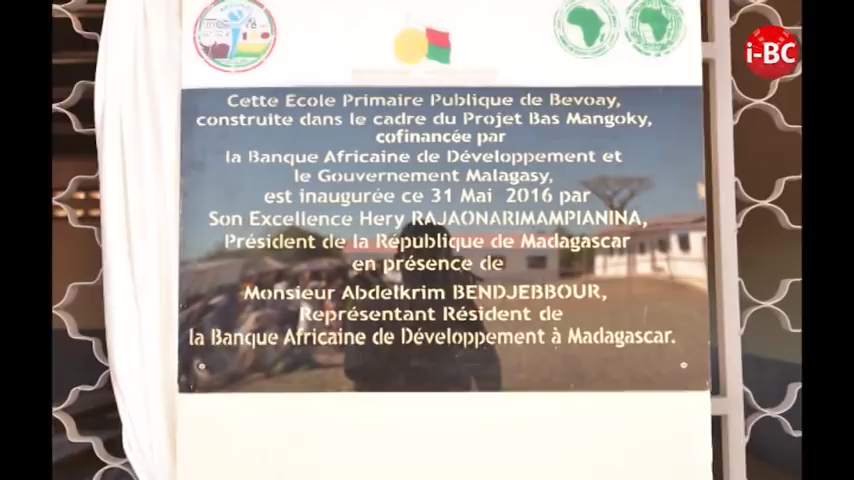 i-BC
Cette Ecole Primaire Publique de Bevoay,
construite dans le cadre du Projet Bas Mangoky,
cofinancée par
la Banque Africaine de Développement et
le Gouvernement Malagasy,
est inaugurée ce 31 Mai 2016 par
Son Excellence Hery RAJAONARIMAMPIANINA,
Président de la République de Madagascar
en présence de
Monsieur Abdelkrim BENDJEBBOUR,
Représentant Résident de
la Banque Africaine de Développement à Madagascar.